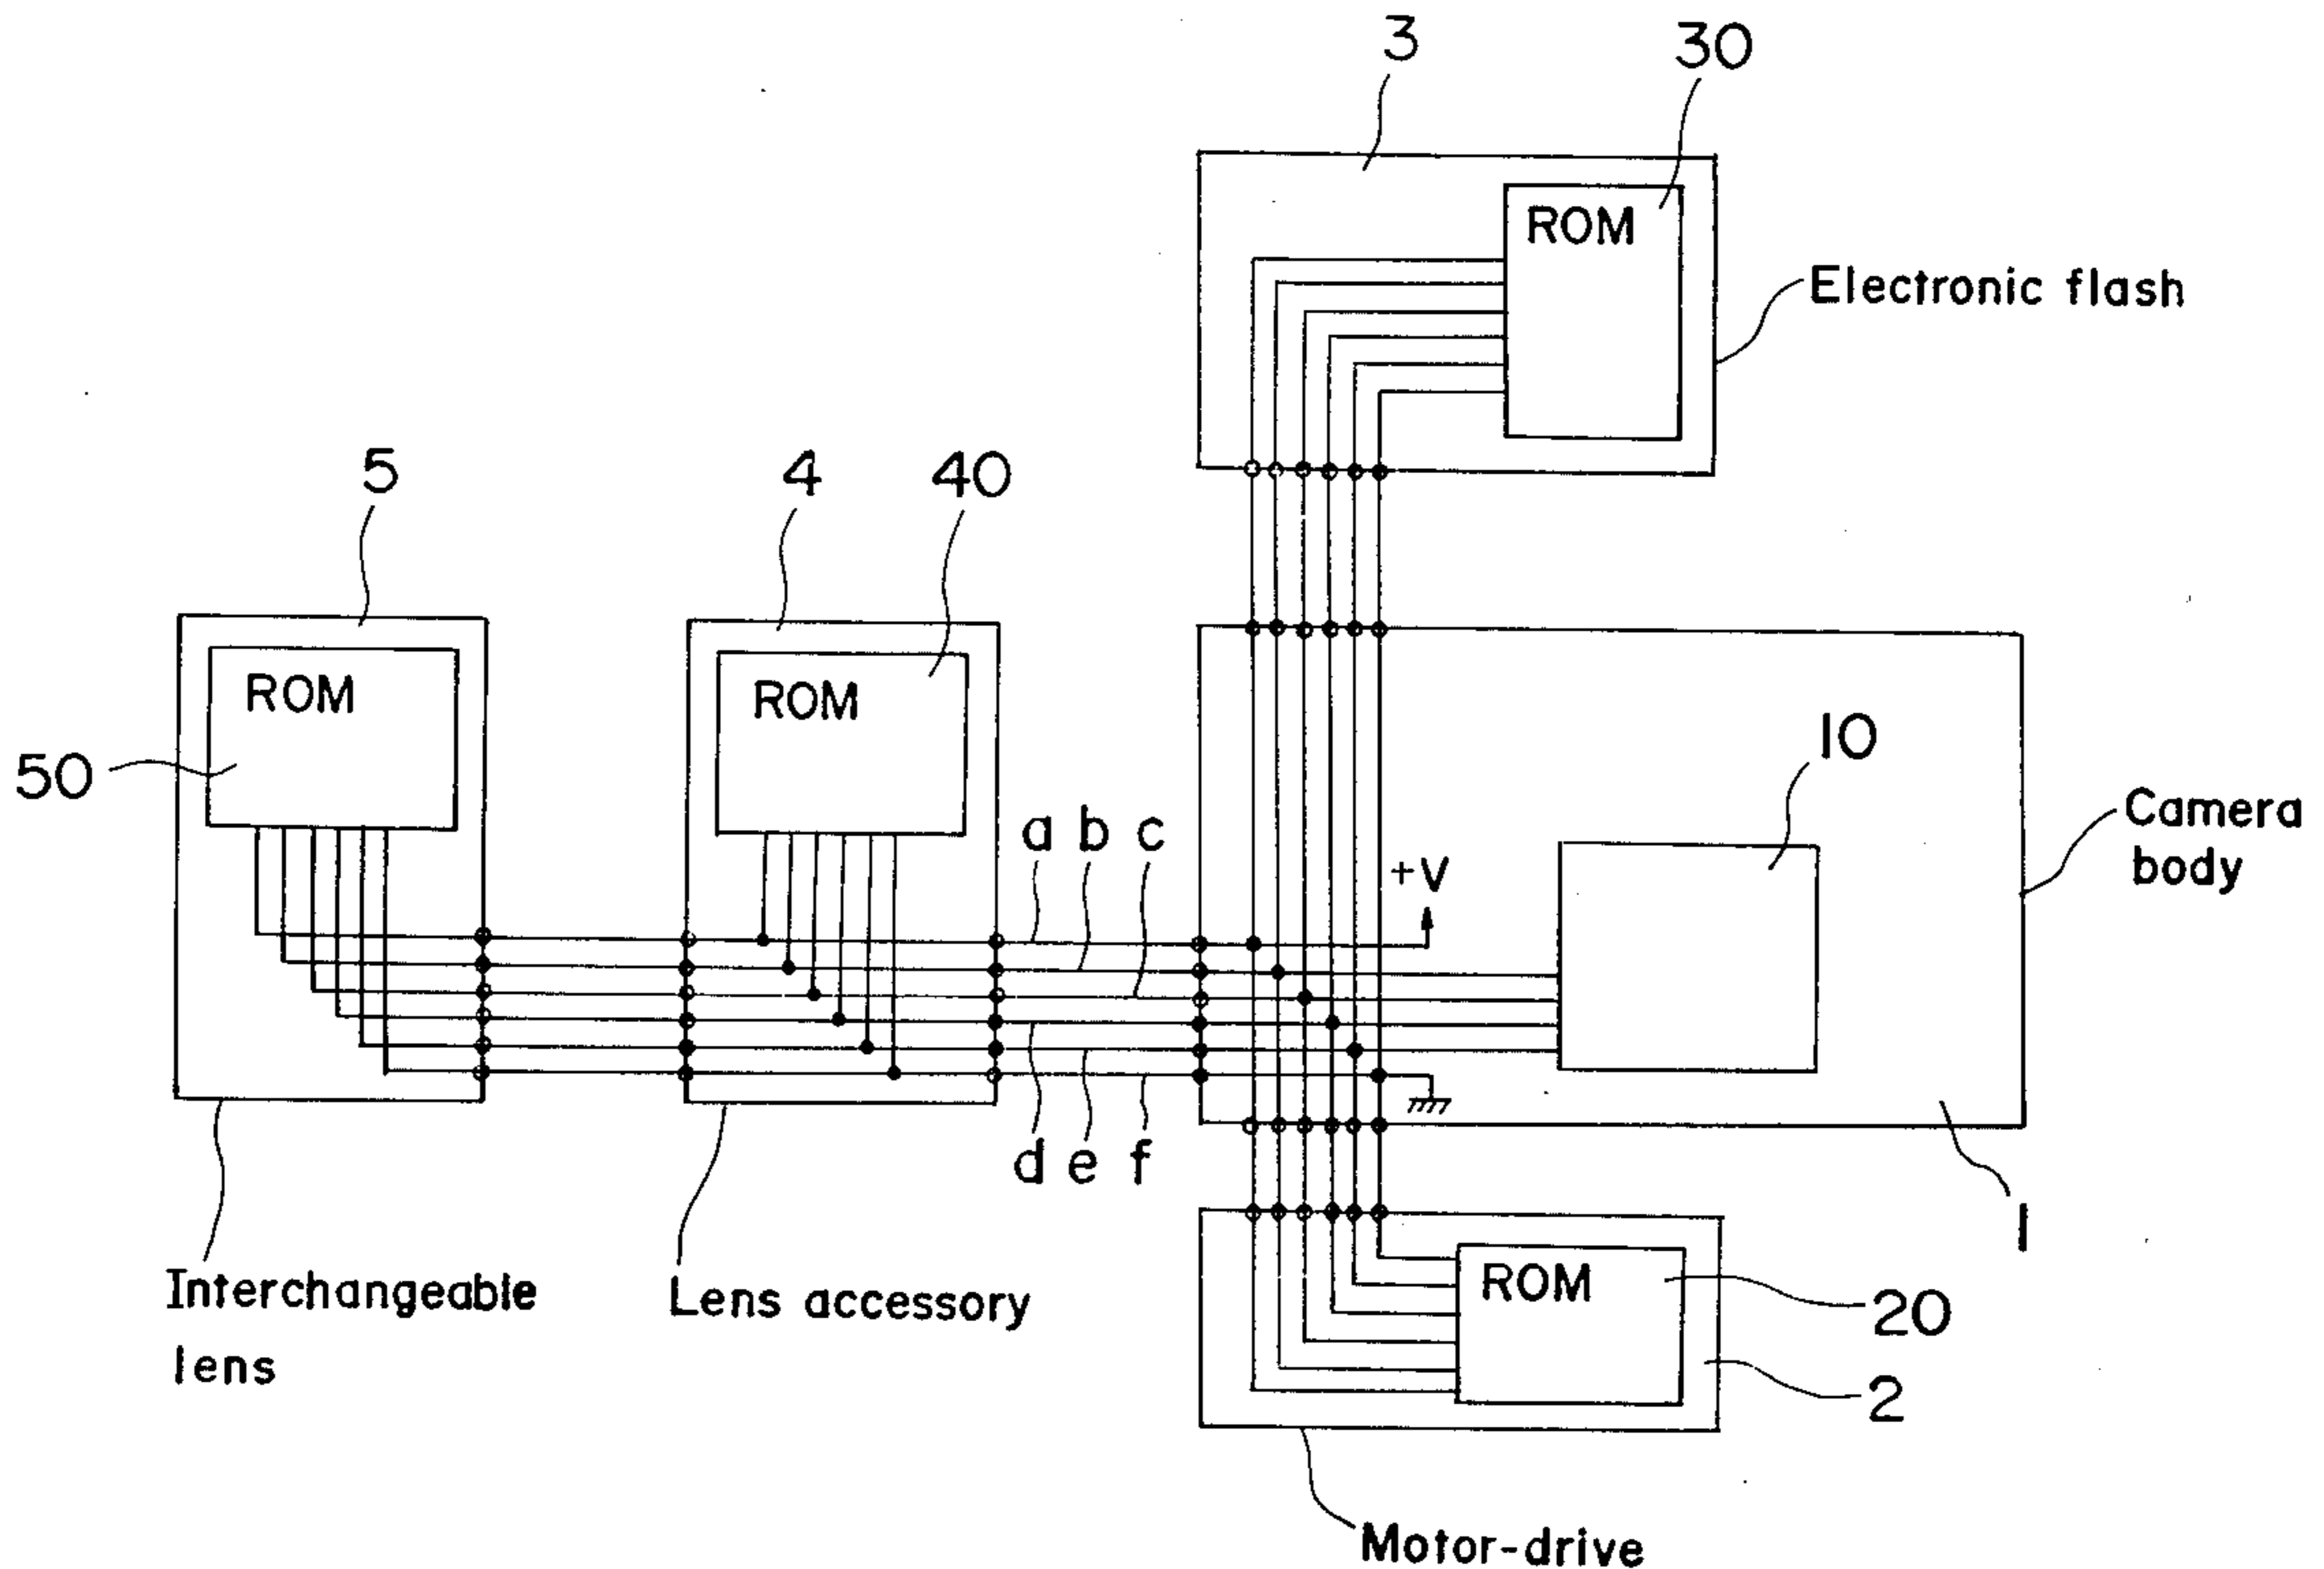 3
30
ROM
Electronic flash
5
4
40
ROM
ROM
50
10
a b c
+V
Camera
body
d e f
1
Interchangeable
lens
Lens accessory
ROM
20
2
Motor-drive